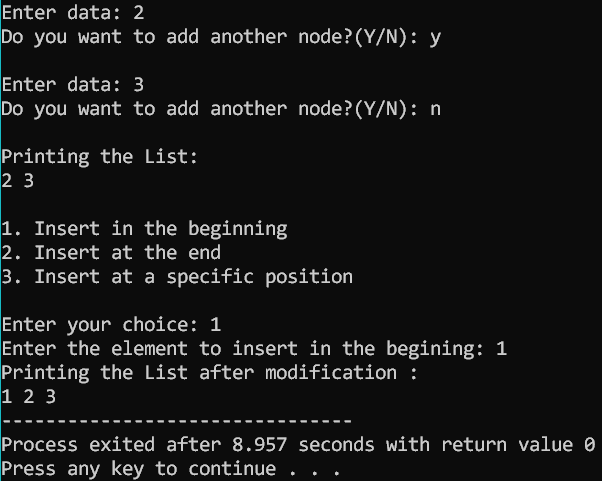 Enter data: 2
Do you want to add another node?(Y/N): y
Enter data: 3
Do you want to add another node?(Y/N): n
Printing the List:
2 3
1. Insert in the beginning
2. Insert at the end
3. Insert at a specific position
Enter your choice: 1
Enter the element to insert in the begining: 1
Printing the List after modification :
1 2 3
--------------------------------
Process exited after 8.957 seconds with return value 0
Press any key to continue . . .